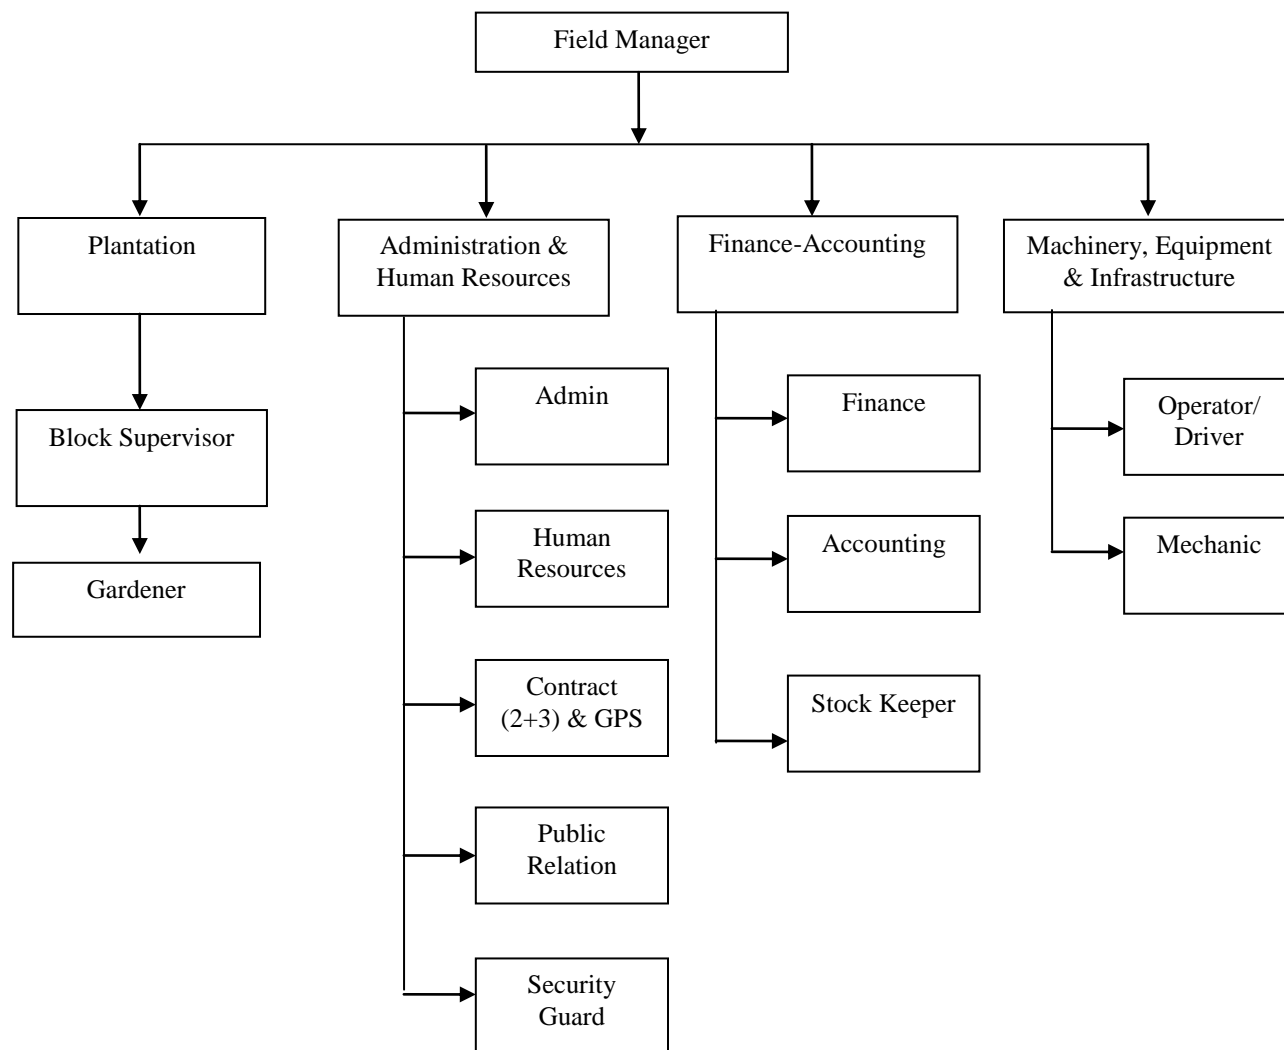 Field Manager
Plantation
Administration &
Human Resources
Finance-Accounting
Machinery, Equipment
& Infrastructure
Block Supervisor
Gardener
Admin
Human
Resources
Contract
(2+3) & GPS
Public
Relation
Security
Guard
Finance
Accounting
Stock Keeper
Operator/
Driver
Mechanic